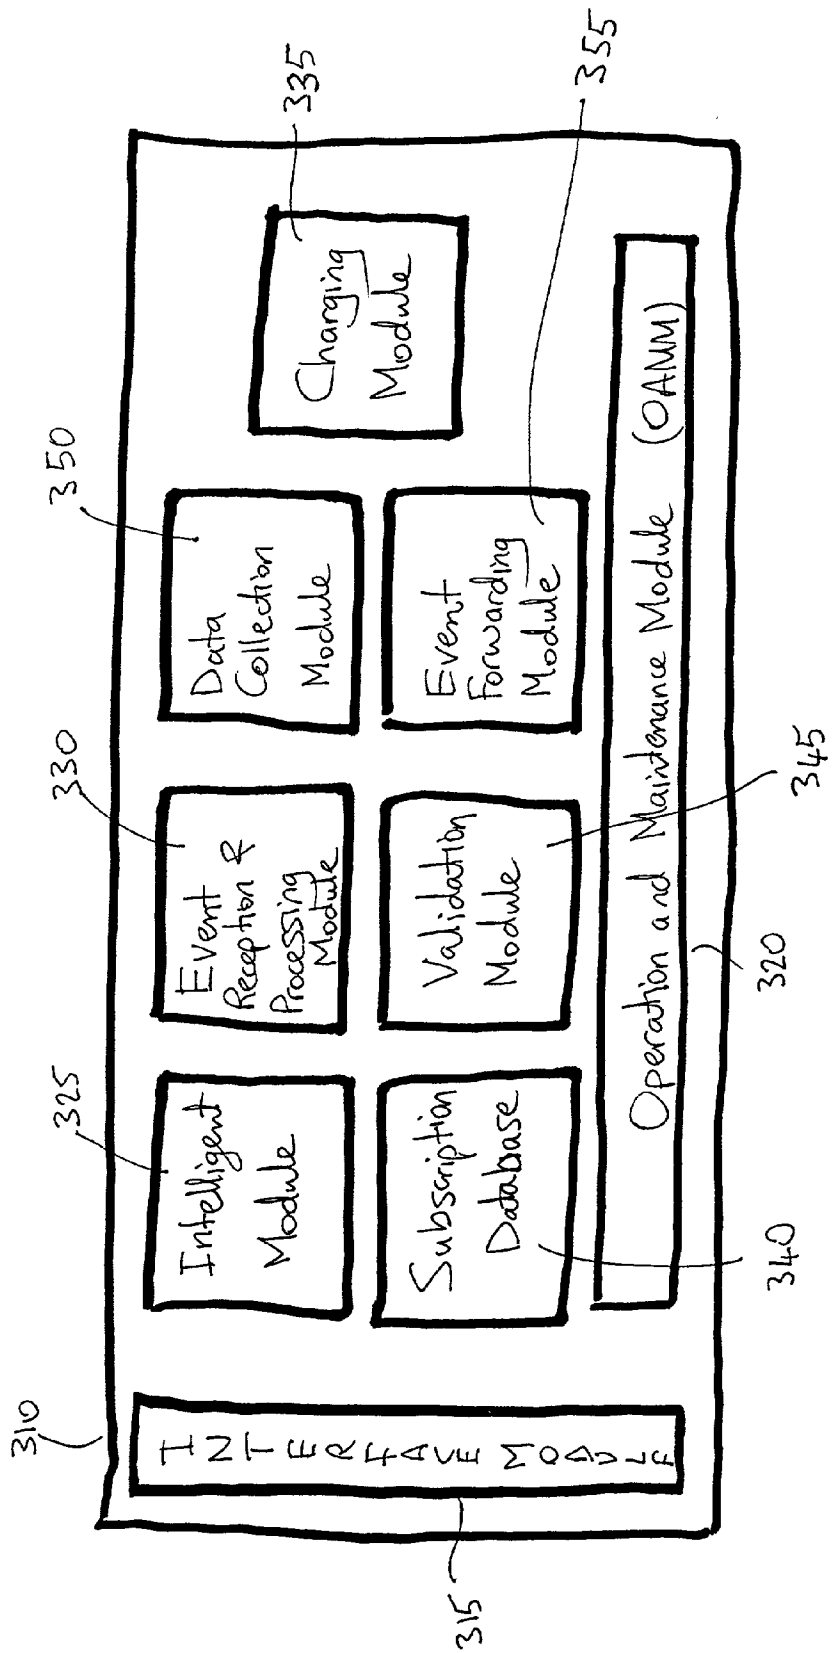 310
325
330
350
335
355
INTERFACE MODULE
Intelligent
Module
Event
Reception &
Processing
Module
Data
Collection
Module
Charging
Module
Subscription
Database
Validation
Module
Event
Forwarding
Module
Operation and Maintenance Module (OAMM)
315
340
320
345